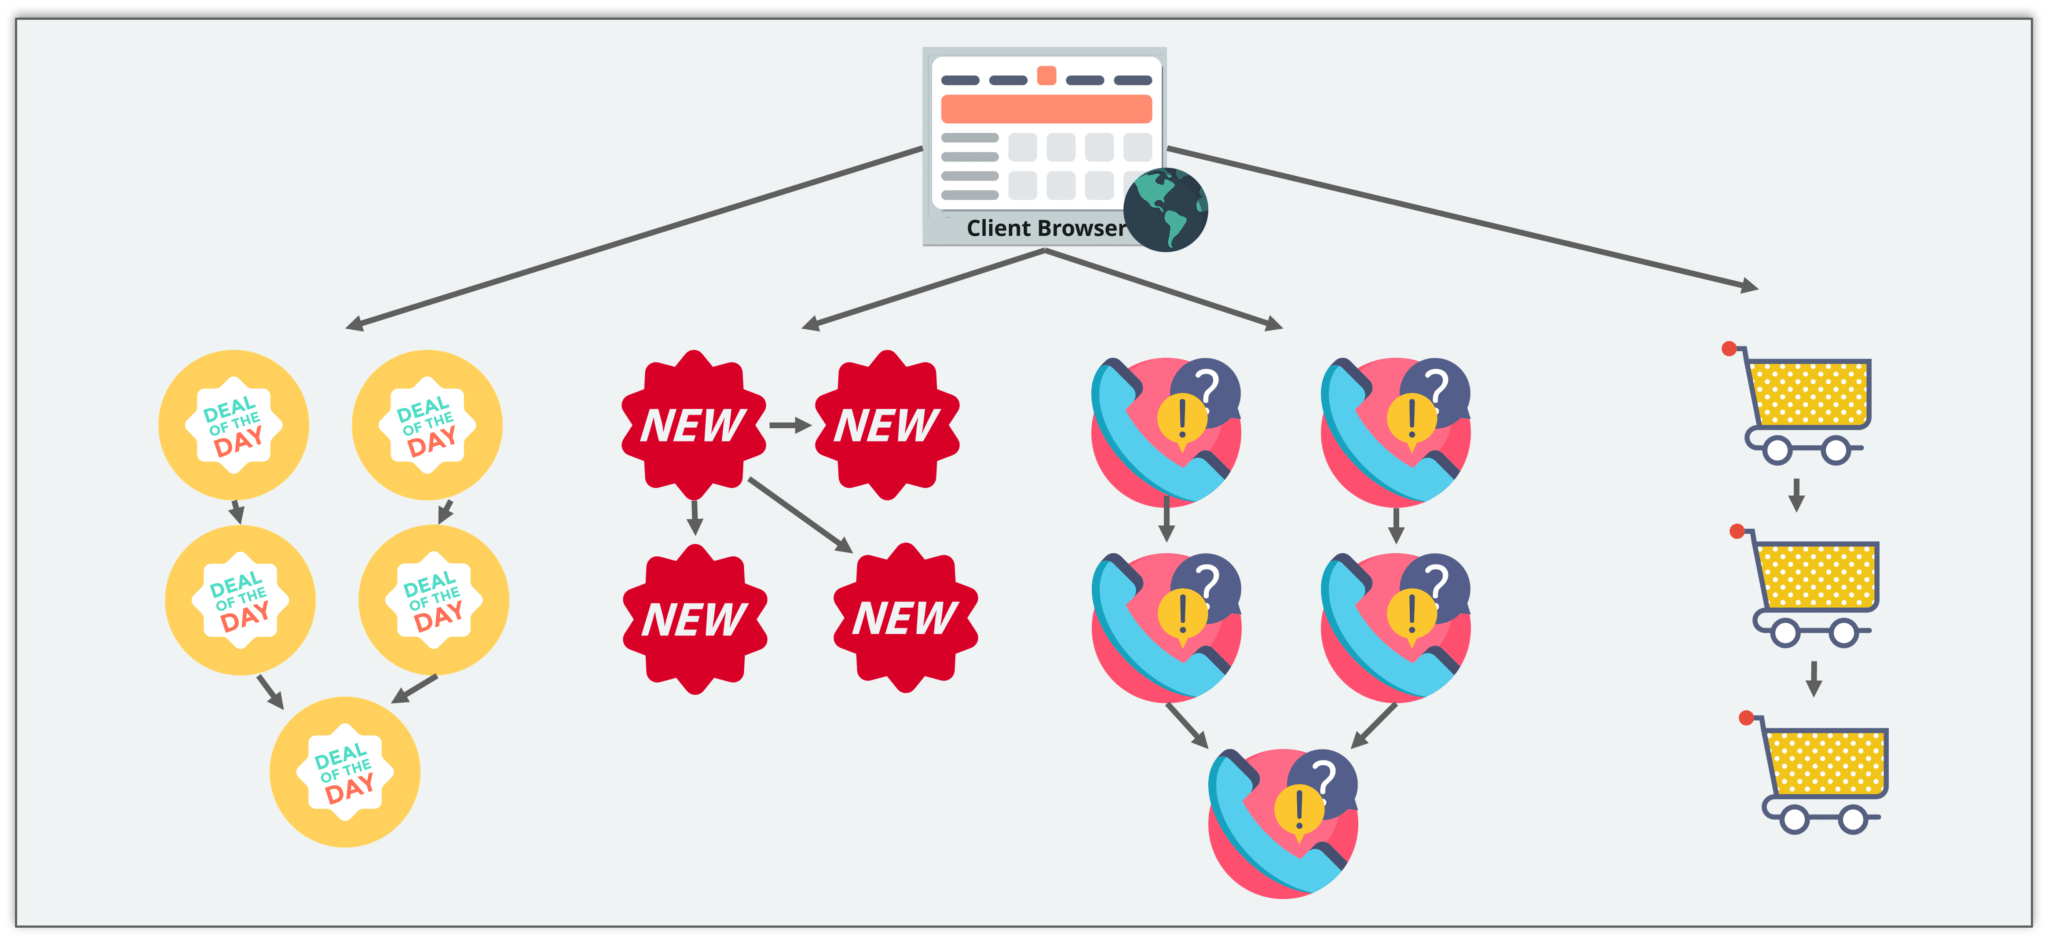 Client Browser
DEAL
OF THE
DAY
DEAL
OF THE
DAY
NEW
NEW
?
!
?
!
DEAL
OF THE
DAY
DEAL
OF THE
DAY
NEW
NEW
?
!
?
!
DEAL
OF THE
DAY
?
!